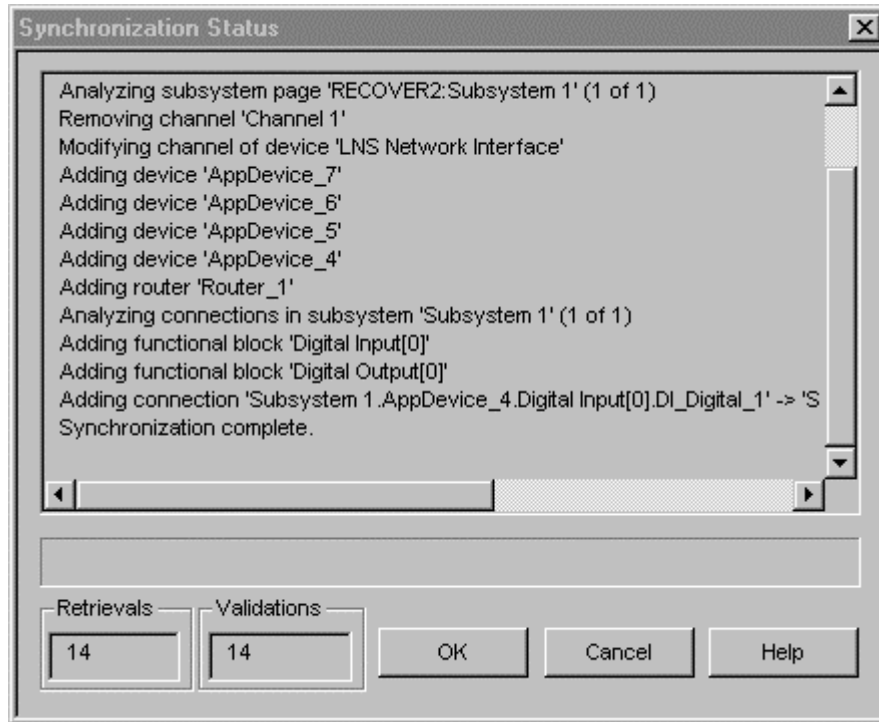 Synchronization Status
Analyzing subsystem page 'RECOVER2:Subsystem 1' (1 of 1)
Removing channel 'Channel 1'
Modifying channel of device 'LNS Network Interface'
Adding device 'AppDevice_7'
Adding device 'AppDevice_6'
Adding device 'AppDevice_5'
Adding device 'AppDevice_4'
Adding router 'Router_1'
Analyzing connections in subsystem 'Subsystem 1' (1 of 1)
Adding functional block 'Digital Input[0]'
Adding functional block 'Digital Output[0]'
Adding connection 'Subsystem 1.AppDevice_4.Digital Input[0].DI_Digital_1' -> 'S
Synchronization complete.
Retrievals Validations
14 14 OK Cancel Help